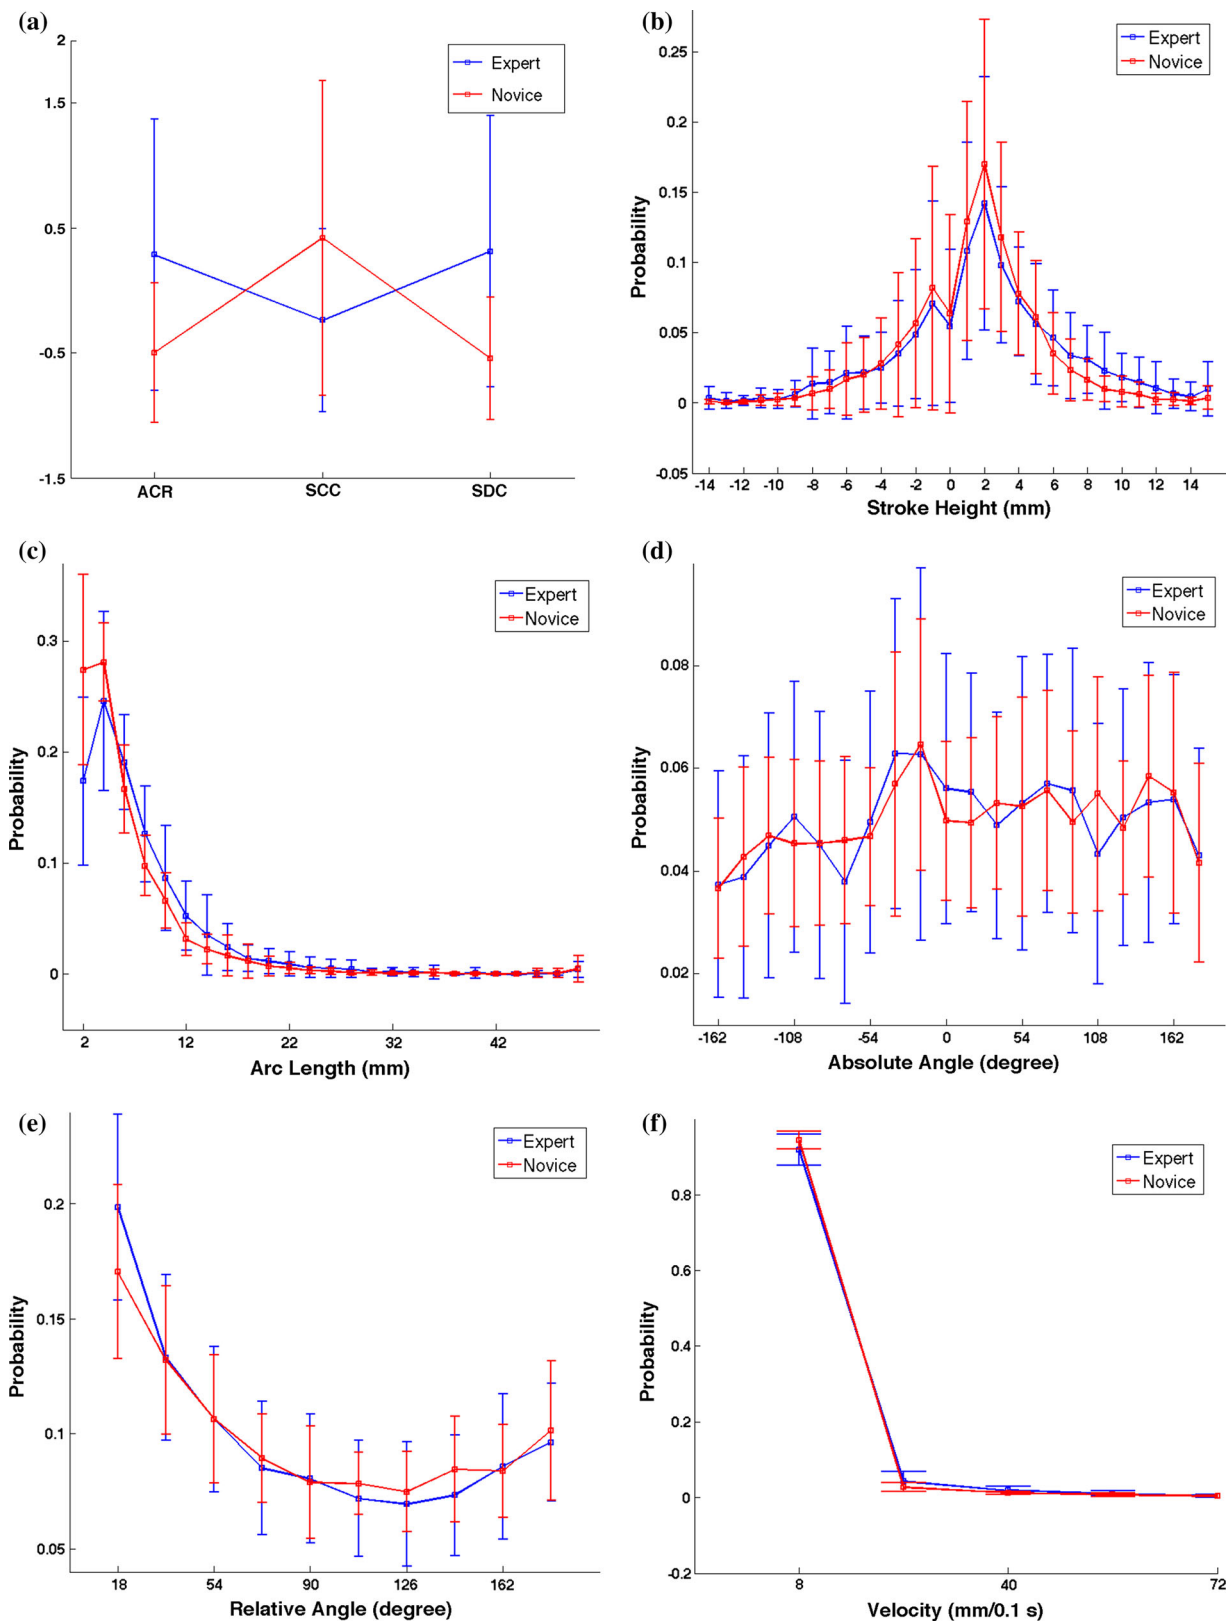 (a)
2
1.5
0.5
-0.5
-1.5
ACR SCC SDC
Expert
Novice
(b)
0.25
0.2
0.15
0.1
0.05
0
-0.05
Probability
-14 -12 -10 -8 -6 -4 -2 0 2 4 6 8 10 12 14
Stroke Height (mm)
Expert
Novice
(c)
0.3
0.2
0.1
0
Probability
2 12 22 32 42
Arc Length (mm)
Expert
Novice
(d)
0.08
0.06
0.04
0.02
Probability
-162 -108 -54 0 54 108 162
Absolute Angle (degree)
Expert
Novice
(e)
0.2
0.15
0.1
0.05
Probability
18 54 90 126 162
Relative Angle (degree)
Expert
Novice
(f)
0.8
0.6
0.4
0.2
0
-0.2
Probability
8 40 72
Velocity (mm/0.1 s)
Expert
Novice